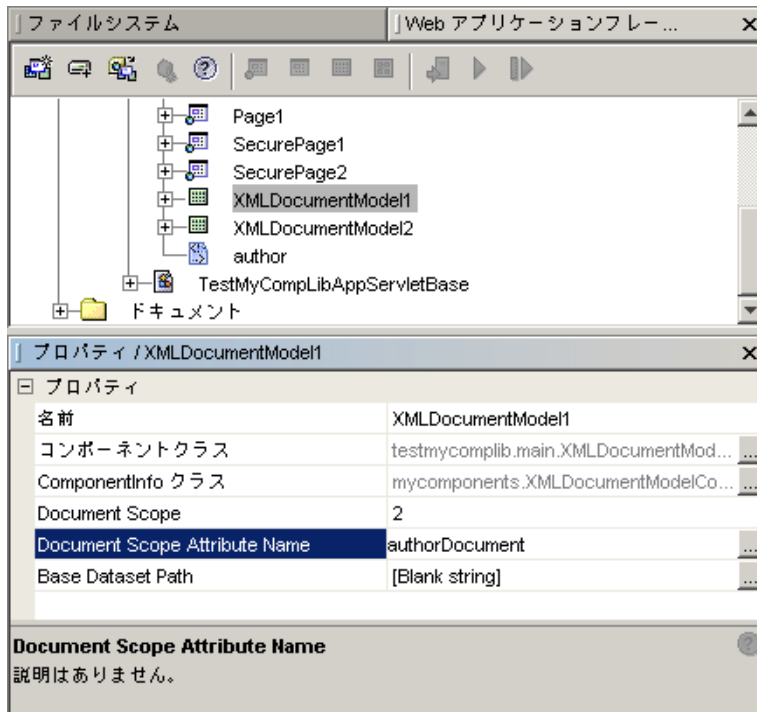 ファイルシステム
Web アプリケーションフレー...
Page1
SecurePage1
SecurePage2
XMLDocumentModel1
XMLDocumentModel2
author
TestMyCompLibAppServletBase
ドキュメント
プロパティ / XMLDocumentModel1
プロパティ
名前 XMLDocumentModel1
コンポーネントクラス testmycomplib.main.XMLDocumentMod... ...
ComponentInfo クラス mycomponents.XMLDocumentModelCo... ...
Document Scope 2
Document Scope Attribute Name authorDocument ...
Base Dataset Path [Blank string] ...
Document Scope Attribute Name
説明はありません。